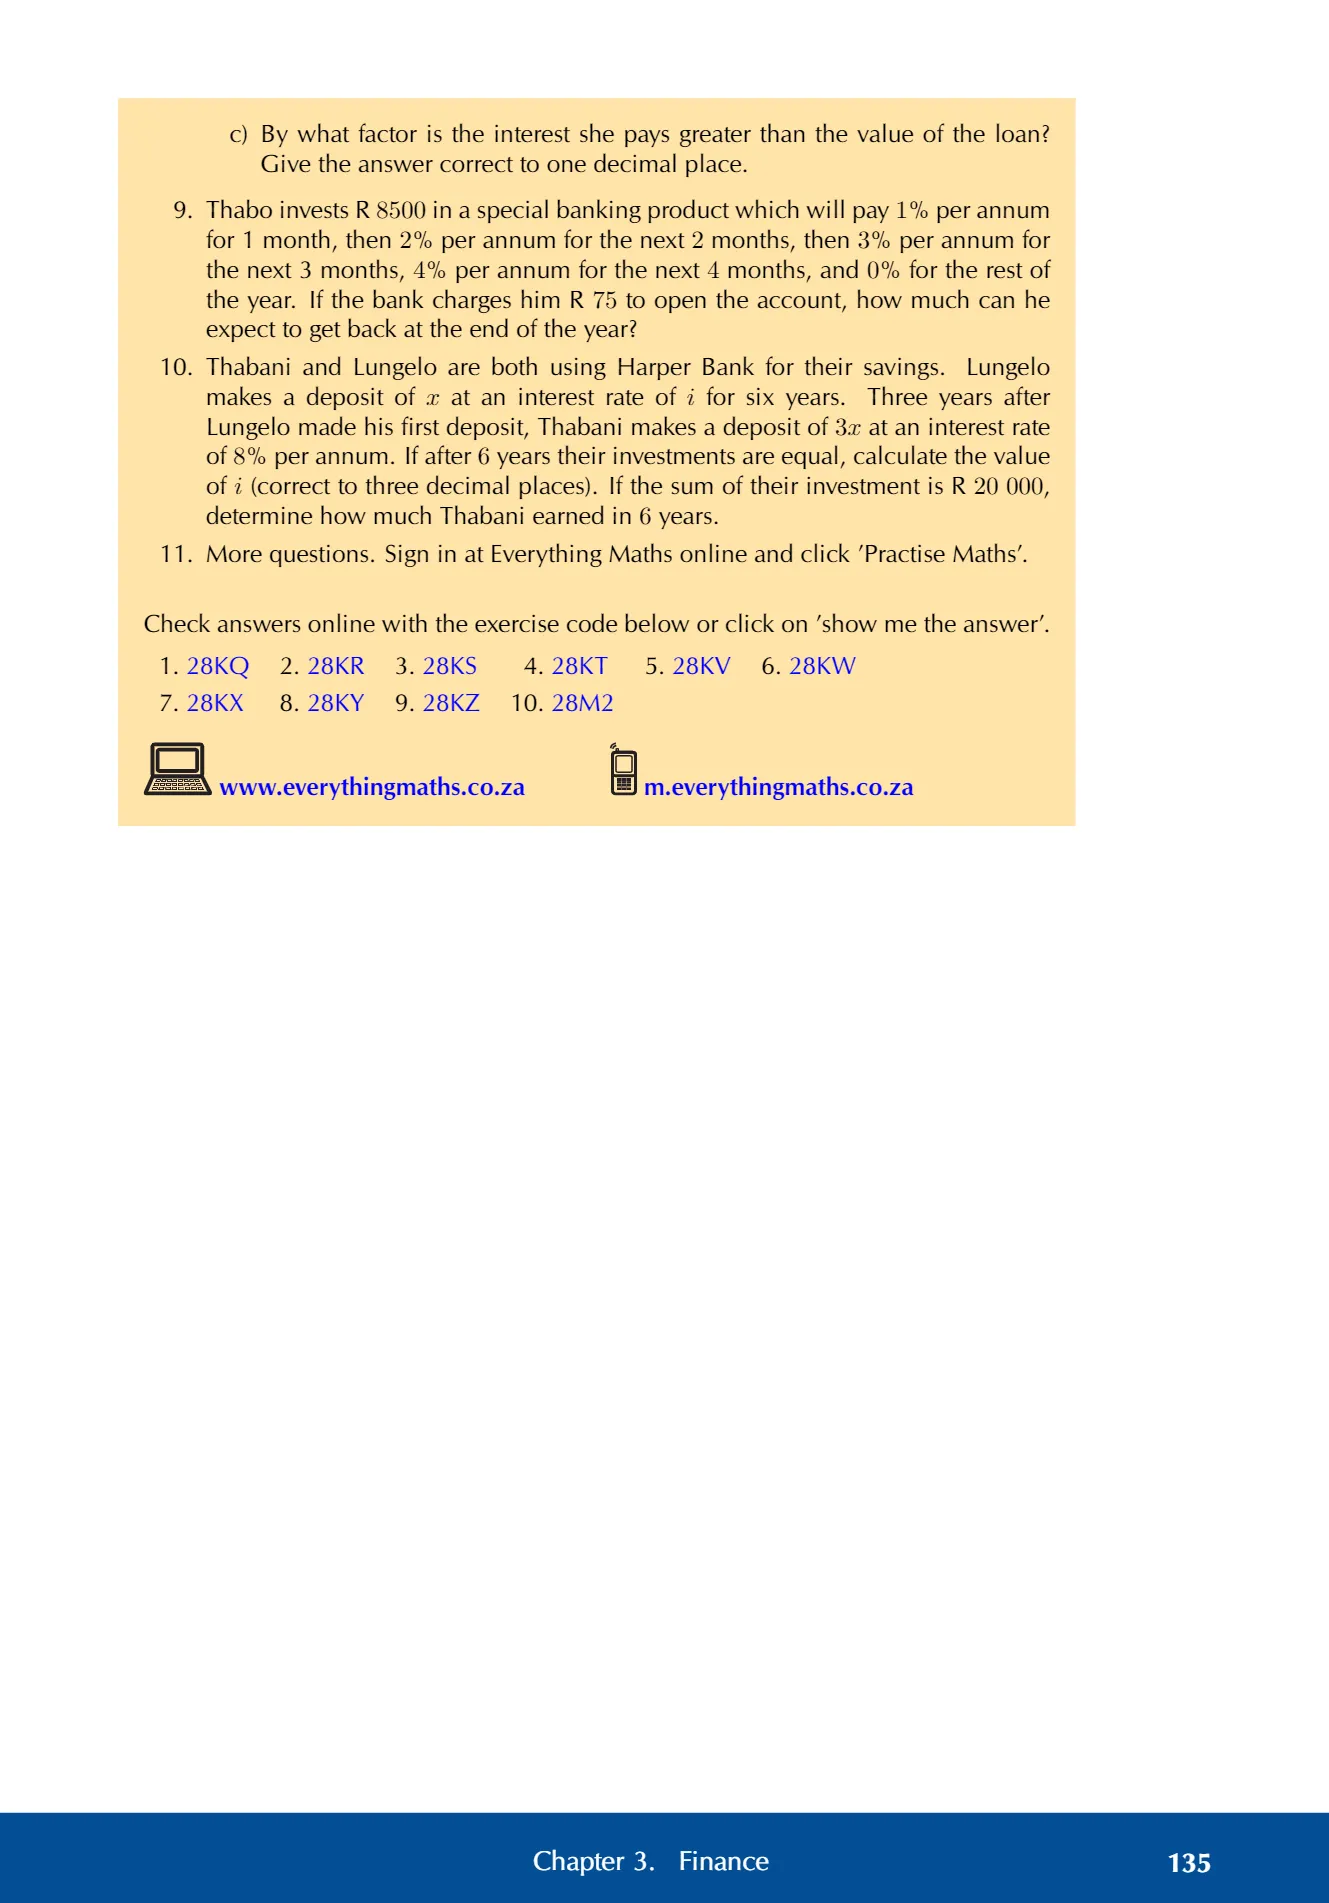 c) By what factor is the interest she pays greater than the value of the loan?
Give the answer correct to one decimal place.
9. Thabo invests R 8500 in a special banking product which will pay 1% per annum
for 1 month, then 2% per annum for the next 2 months, then 3% per annum for
the next 3 months, 4% per annum for the next 4 months, and 0% for the rest of
the year. If the bank charges him R 75 to open the account, how much can he
expect to get back at the end of the year?
10. Thabani and Lungelo are both using Harper Bank for their savings. Lungelo
makes a deposit of x at an interest rate of i for six years. Three years after
Lungelo made his first deposit, Thabani makes a deposit of 3x at an interest rate
of 8% per annum. If after 6 years their investments are equal, calculate the value
of i (correct to three decimal places). If the sum of their investment is R 20 000,
determine how much Thabani earned in 6 years.
11. More questions. Sign in at Everything Maths online and click ’Practise Maths’.
Check answers online with the exercise code below or click on ’show me the answer’.
1. 28KQ 2. 28KR 3. 28KS 4. 28KT 5. 28KV 6. 28KW
7. 28KX 8. 28KY 9. 28KZ 10. 28M2
www.everythingmaths.co.za m.everythingmaths.co.za
Chapter 3. Finance 135